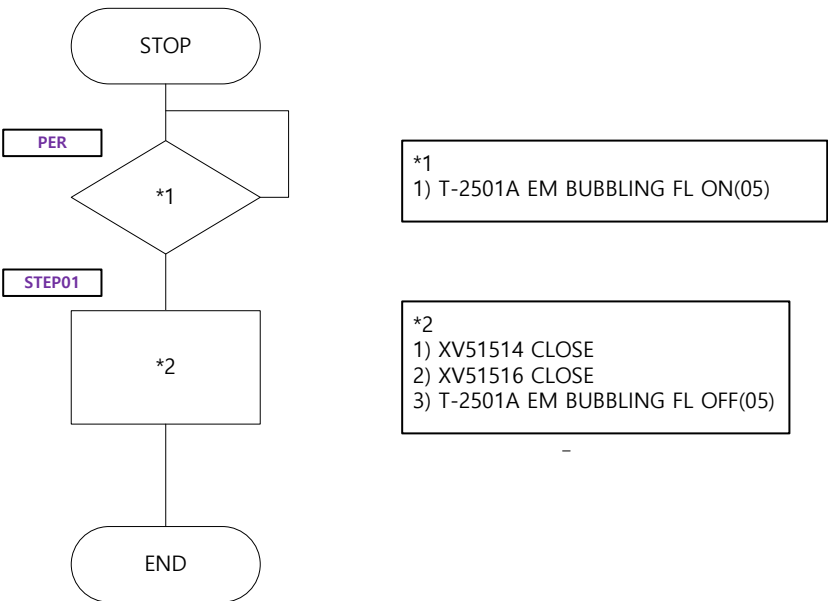 STOP
PER
*1
*1
1) T-2501A EM BUBBLING FL ON(05)
STEP01
*2
*2
1) XV51514 CLOSE
2) XV51516 CLOSE
3) T-2501A EM BUBBLING FL OFF(05)
–
END